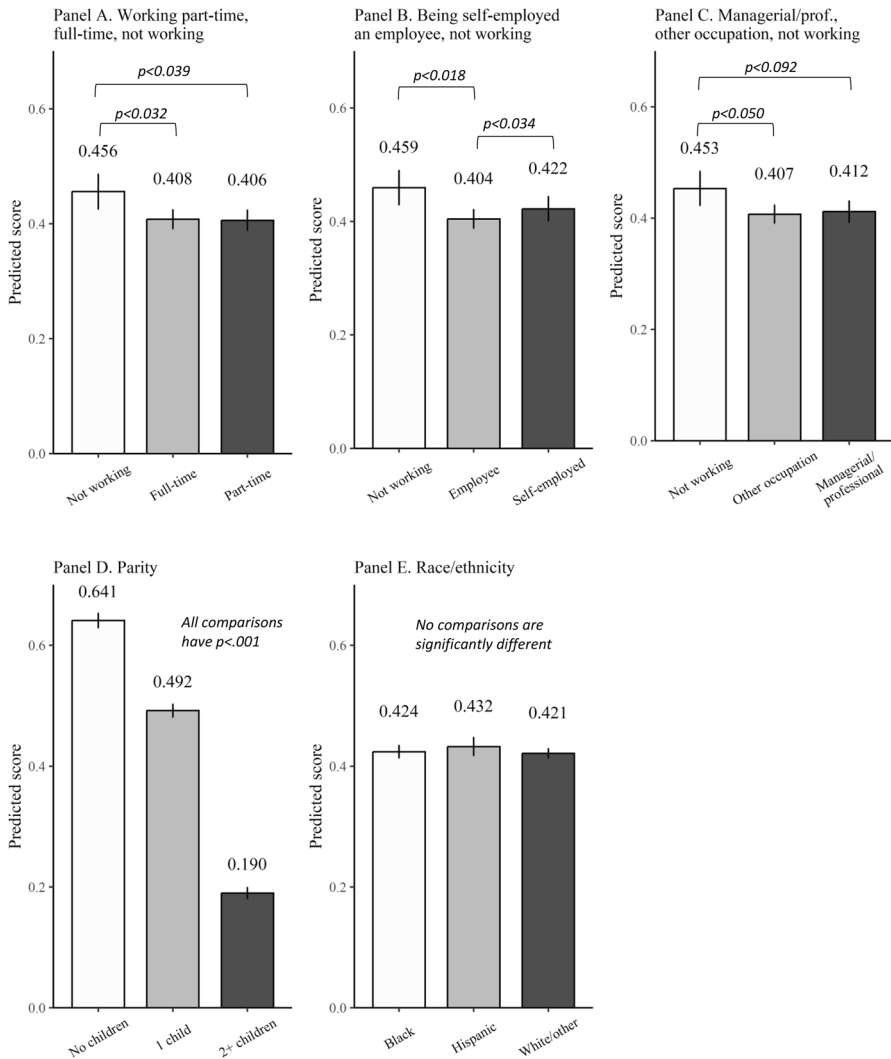 Panel A. Working part-time,
full-time, not working
p<0.039
p<0.032
0.456
0.408
0.406
0.6
0.4
0.2
0.0
Predicted score
Not working
Full-time
Part-time
Panel B. Being self-employed
an employee, not working
p<0.018
p<0.034
0.459
0.404
0.422
0.6
0.4
0.2
0.0
Predicted score
Not working
Employee
Self-employed
Panel C. Managerial/prof.,
other occupation, not working
p<0.092
p<0.050
0.453
0.407
0.412
0.6
0.4
0.2
0.0
Predicted score
Not working
Other occupation
Managerial/
professional
Panel D. Parity
0.641
All comparisons
have p<.001
0.492
0.190
0.6
0.4
0.2
0.0
Predicted score
No children
1 child
2+ children
Panel E. Race/ethnicity
No comparisons are
significantly different
0.424
0.432
0.421
0.6
0.4
0.2
0.0
Predicted score
Black
Hispanic
White/other